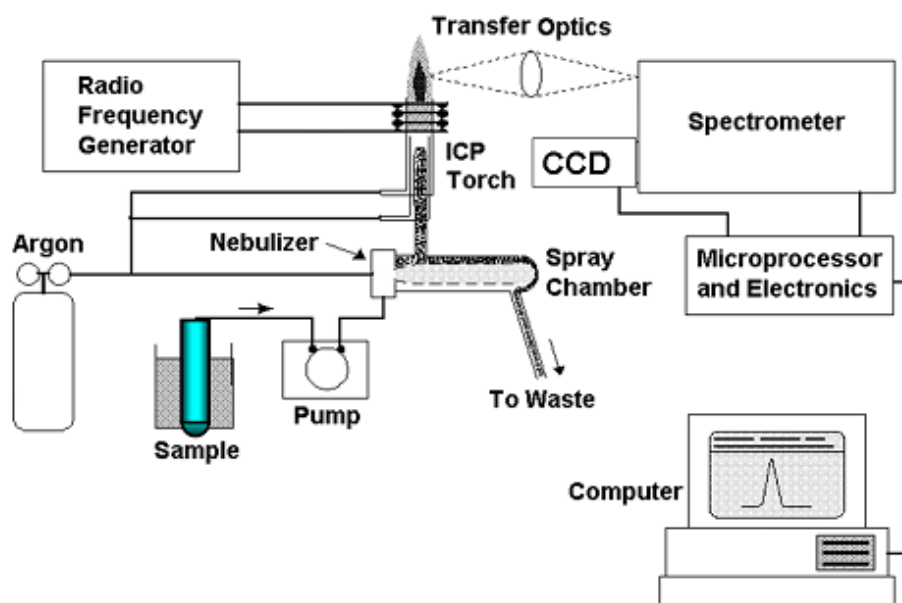 Transfer Optics
Radio
Frequency
Generator
Spectrometer
CCD
ICP
Torch
Nebulizer
Argon
Spray
Chamber
Microprocessor
and Electronics
Pump
To Waste
Sample
Computer